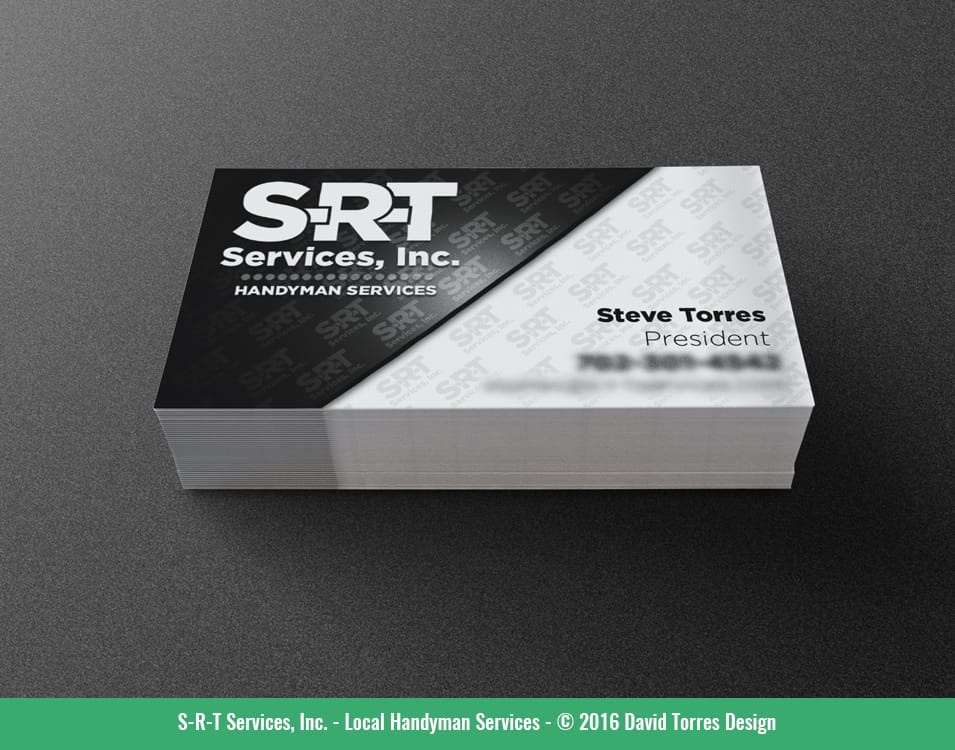 S-R-T
Services, Inc.
HANDYMAN SERVICES
Steve Torres
President
S-R-T Services, Inc. - Local Handyman Services - © 2016 David Torres Design